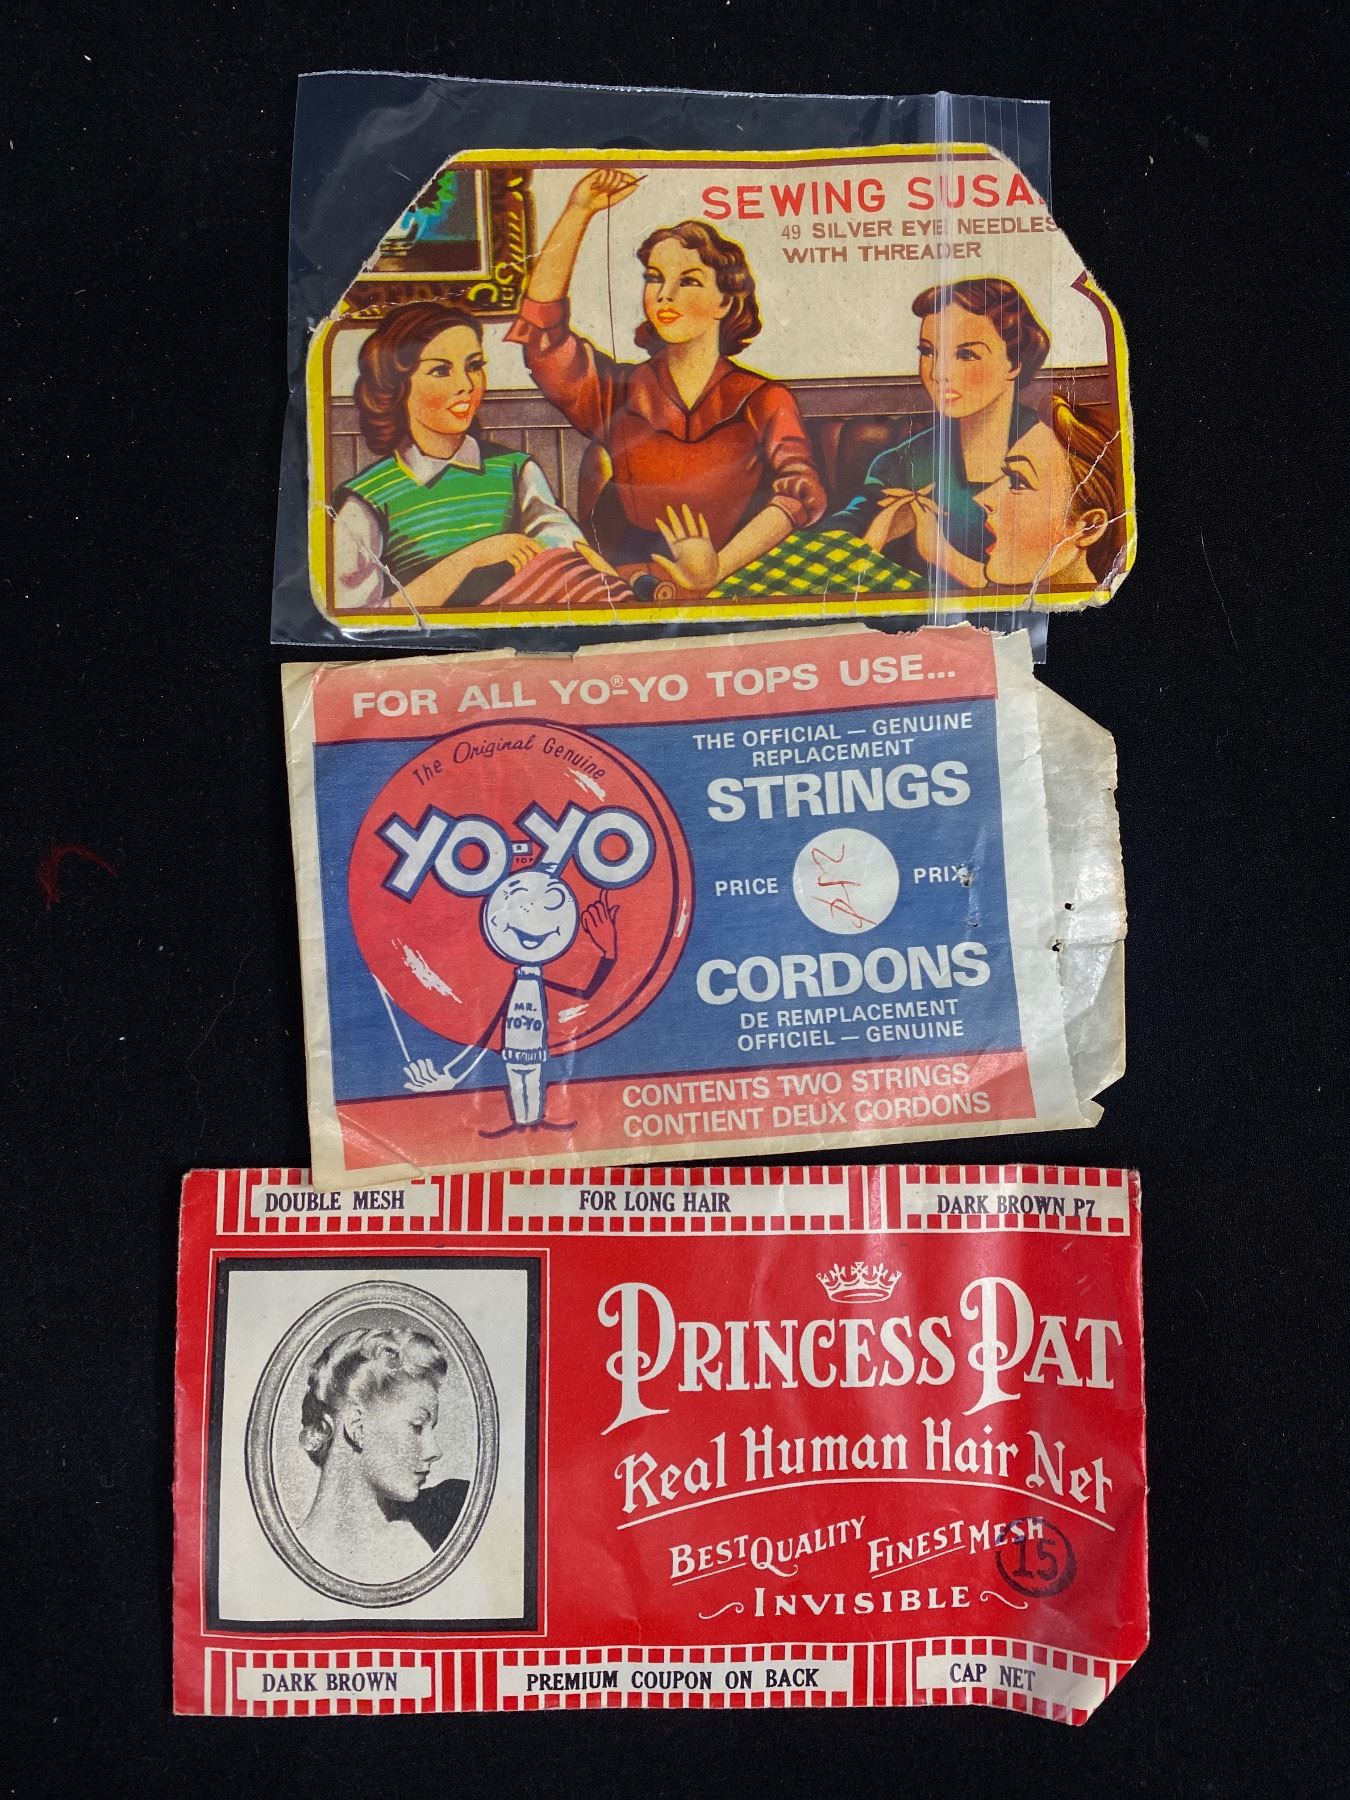 SEWING SUSA
49 SILVER EYE NEEDLES
WITH THREADER
FOR ALL YO®-YO TOPS USE...
The Original Genuine
YO-YO
TOP
MR.
YO-YO
THE OFFICIAL — GENUINE
REPLACEMENT
STRINGS
PRICE PRIX
CORDONS
DE REMPLACEMENT
OFFICIEL — GENUINE
CONTENTS TWO STRINGS
CONTIENT DEUX CORDONS
DOUBLE MESH FOR LONG HAIR DARK BROWN P7
PRINCESS PAT
Real Human Hair Net
BEST QUALITY FINEST MESH
15
INVISIBLE
DARK BROWN PREMIUM COUPON ON BACK CAP NET